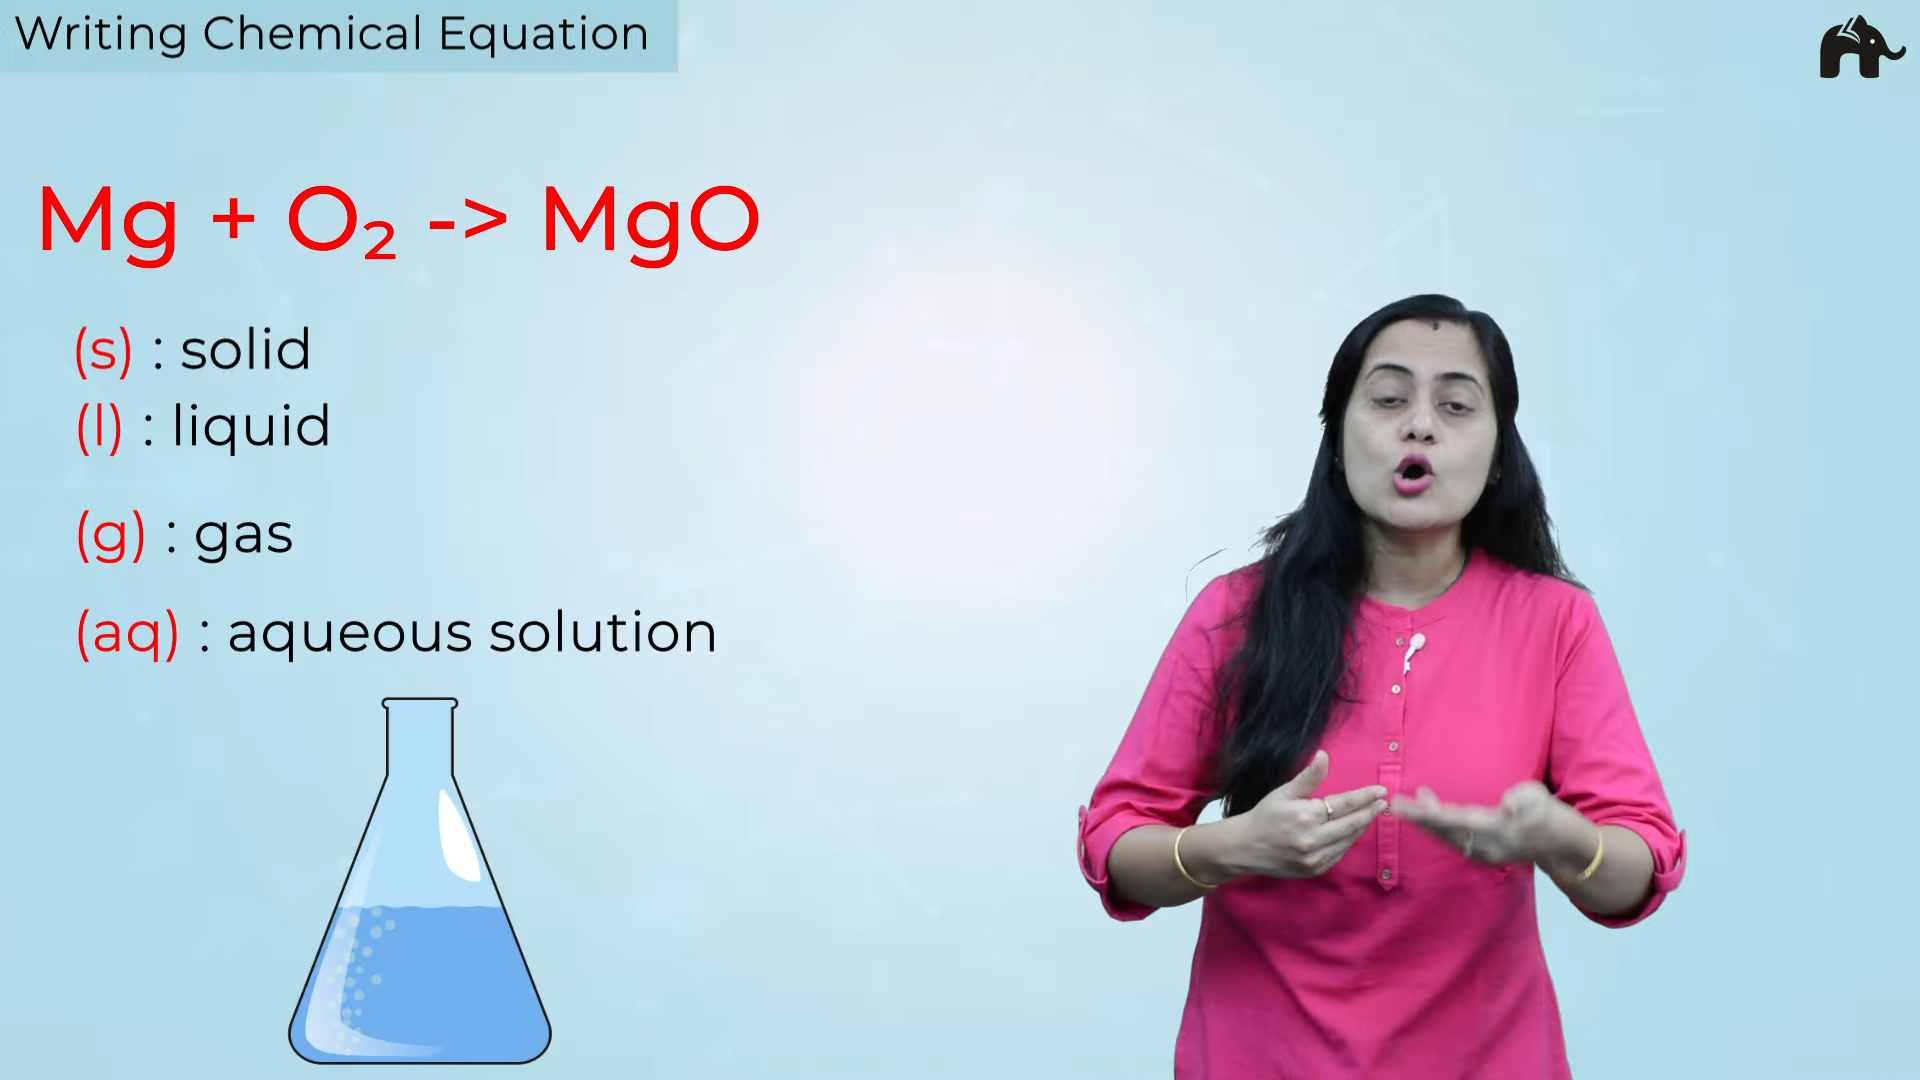 Writing Chemical Equation
Mg + O₂ -> MgO
(s) : solid
(l) : liquid
(g) : gas
(aq) : aqueous solution